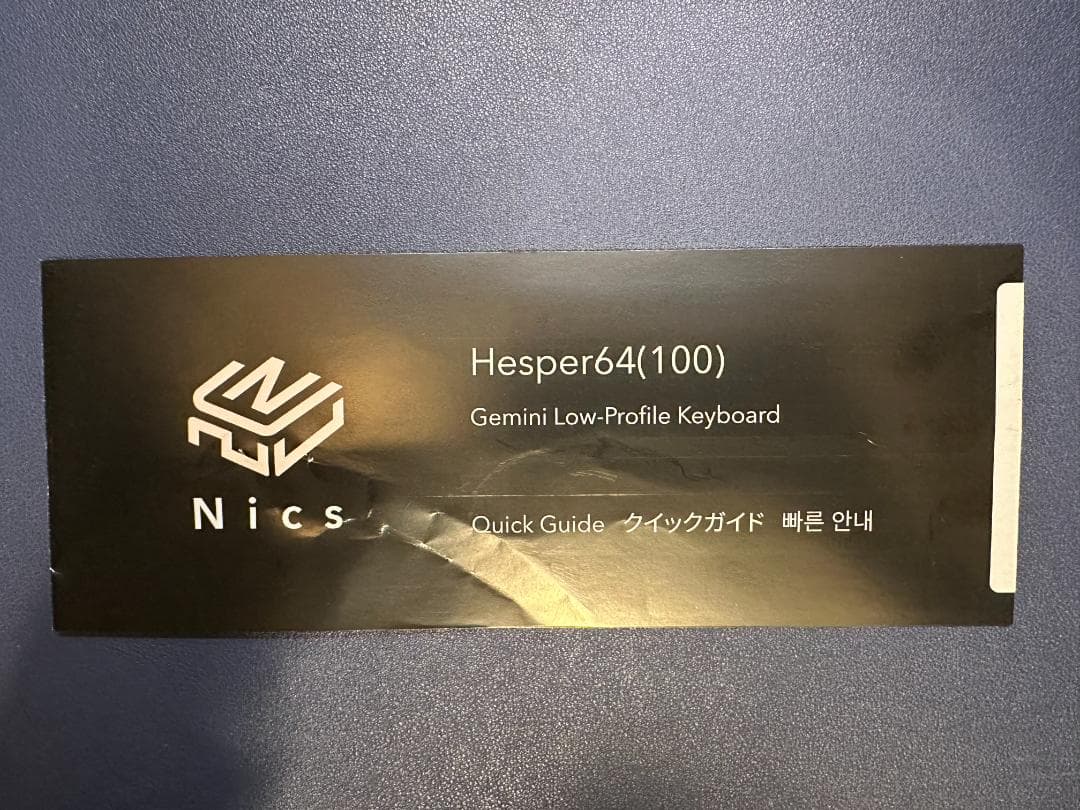 Nics
Hesper64(100)
Gemini Low-Profile Keyboard
Quick Guide クイックガイド 빠른 안내